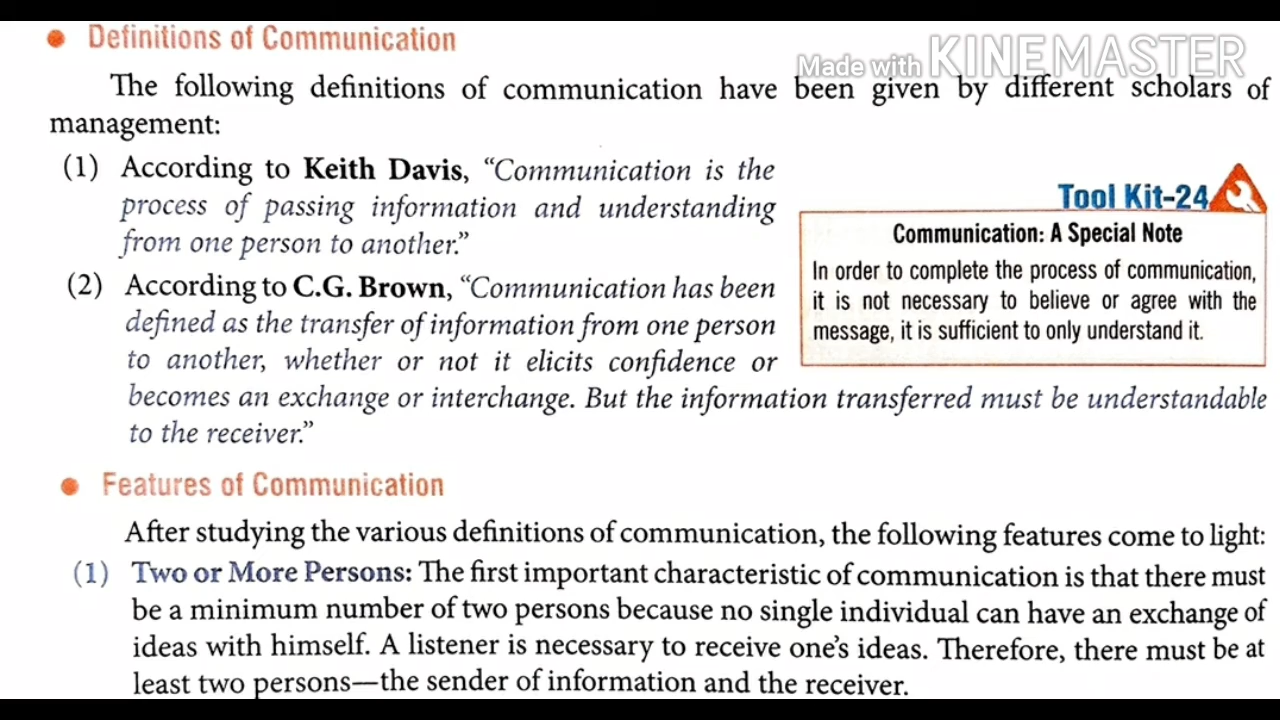 Definitions of Communication
Made with KINEMASTER
The following definitions of communication have been given by different scholars of
management:
(1) According to Keith Davis, “Communication is the
process of passing information and understanding
from one person to another.”
(2) According to C.G. Brown, “Communication has been
defined as the transfer of information from one person
to another, whether or not it elicits confidence or
becomes an exchange or interchange. But the information transferred must be understandable
to the receiver.”
Tool Kit-24
Communication: A Special Note
In order to complete the process of communication,
it is not necessary to believe or agree with the
message, it is sufficient to only understand it.
Features of Communication
After studying the various definitions of communication, the following features come to light:
(1) Two or More Persons: The first important characteristic of communication is that there must
be a minimum number of two persons because no single individual can have an exchange of
ideas with himself. A listener is necessary to receive one’s ideas. Therefore, there must be at
least two persons—the sender of information and the receiver.